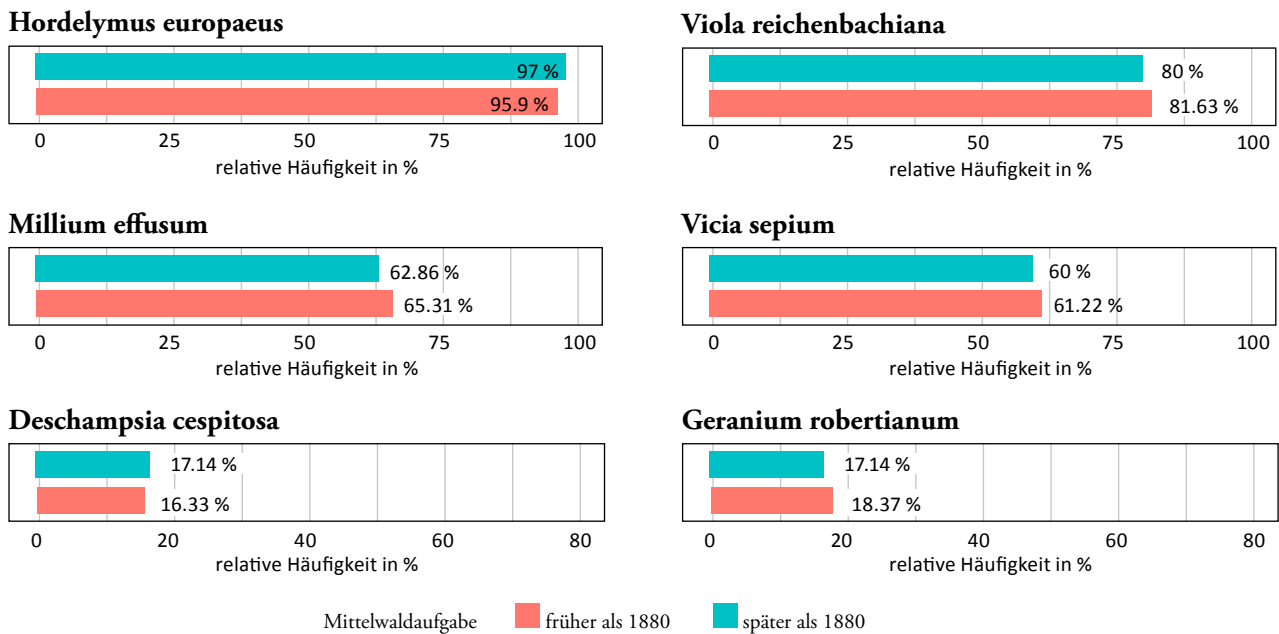 Hordelymus europaeus
97 %
95.9 %
0 25 50 75 100
relative Häufigkeit in %
Viola reichenbachiana
80 %
81.63 %
0 25 50 75 100
relative Häufigkeit in %
Millium effusum
62.86 %
65.31 %
0 25 50 75 100
relative Häufigkeit in %
Vicia sepium
60 %
61.22 %
0 25 50 75 100
relative Häufigkeit in %
Deschampsia cespitosa
17.14 %
16.33 %
0 20 40 60 80
relative Häufigkeit in %
Geranium robertianum
17.14 %
18.37 %
0 20 40 60 80
relative Häufigkeit in %
Mittelwaldaufgabe früher als 1880 später als 1880